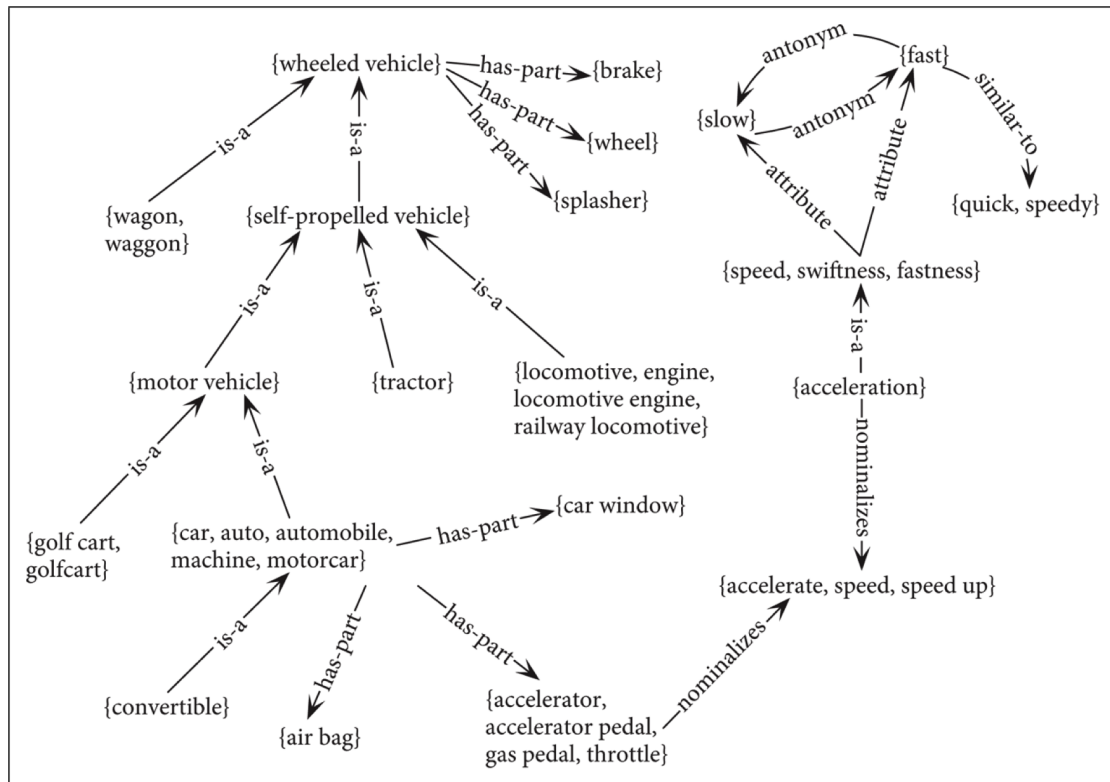 {wheeled vehicle}
has-part
{brake}
has-part
{wheel}
has-part
{splasher}
is-a
is-a
{wagon,
waggon}
{self-propelled vehicle}
is-a
is-a
is-a
{motor vehicle}
{tractor}
{locomotive, engine,
locomotive engine,
railway locomotive}
is-a
is-a
{golf cart,
golfcart}
{car, auto, automobile,
machine, motorcar}
has-part
{car window}
is-a
has-part
has-part
{convertible}
{air bag}
{accelerator,
accelerator pedal,
gas pedal, throttle}
nominalizes
antonym
{fast}
{slow}
antonym
similar-to
attribute
attribute
{quick, speedy}
{speed, swiftness, fastness}
is-a
{acceleration}
nominalizes
{accelerate, speed, speed up}